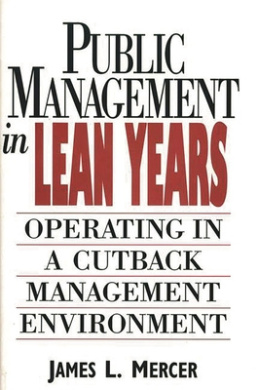 PUBLIC
MANAGEMENT
in LEAN YEARS
OPERATING IN
A CUTBACK
MANAGEMENT
ENVIRONMENT
JAMES L. MERCER